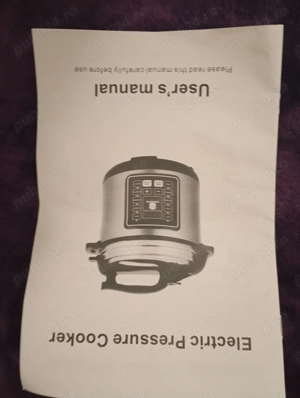 Electric Pressure Cooker
User's manual
Please read this manual carefully before use